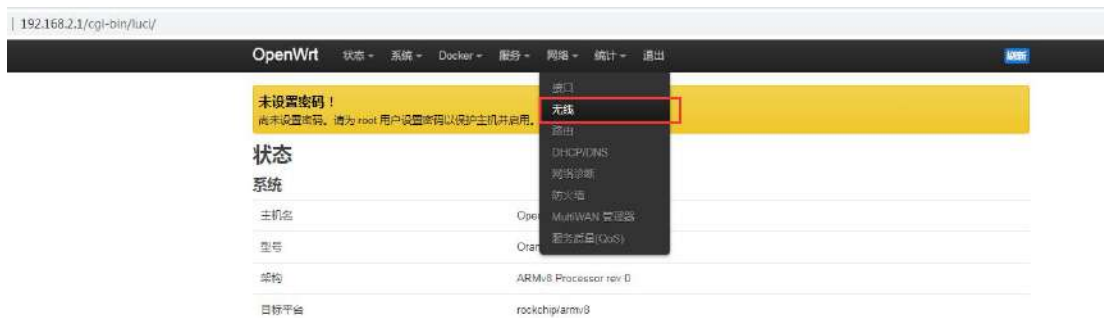 192.168.2.1/cgi-bin/luci/
OpenWrt 状态 系统 Docker 服务 网络 统计 退出 刷新
接口
未设置密码！
无线
尚未设置密码。请为 root 用户设置密码以保护主机并启用。
路由
状态
DHCP/DNS
网络诊断
系统
防火墙
主机名 Ope
MultiWAN 管理器
服务质量(QoS)
型号 Oran
架构 ARMv8 Processor rev 0
目标平台 rockchip/armv8